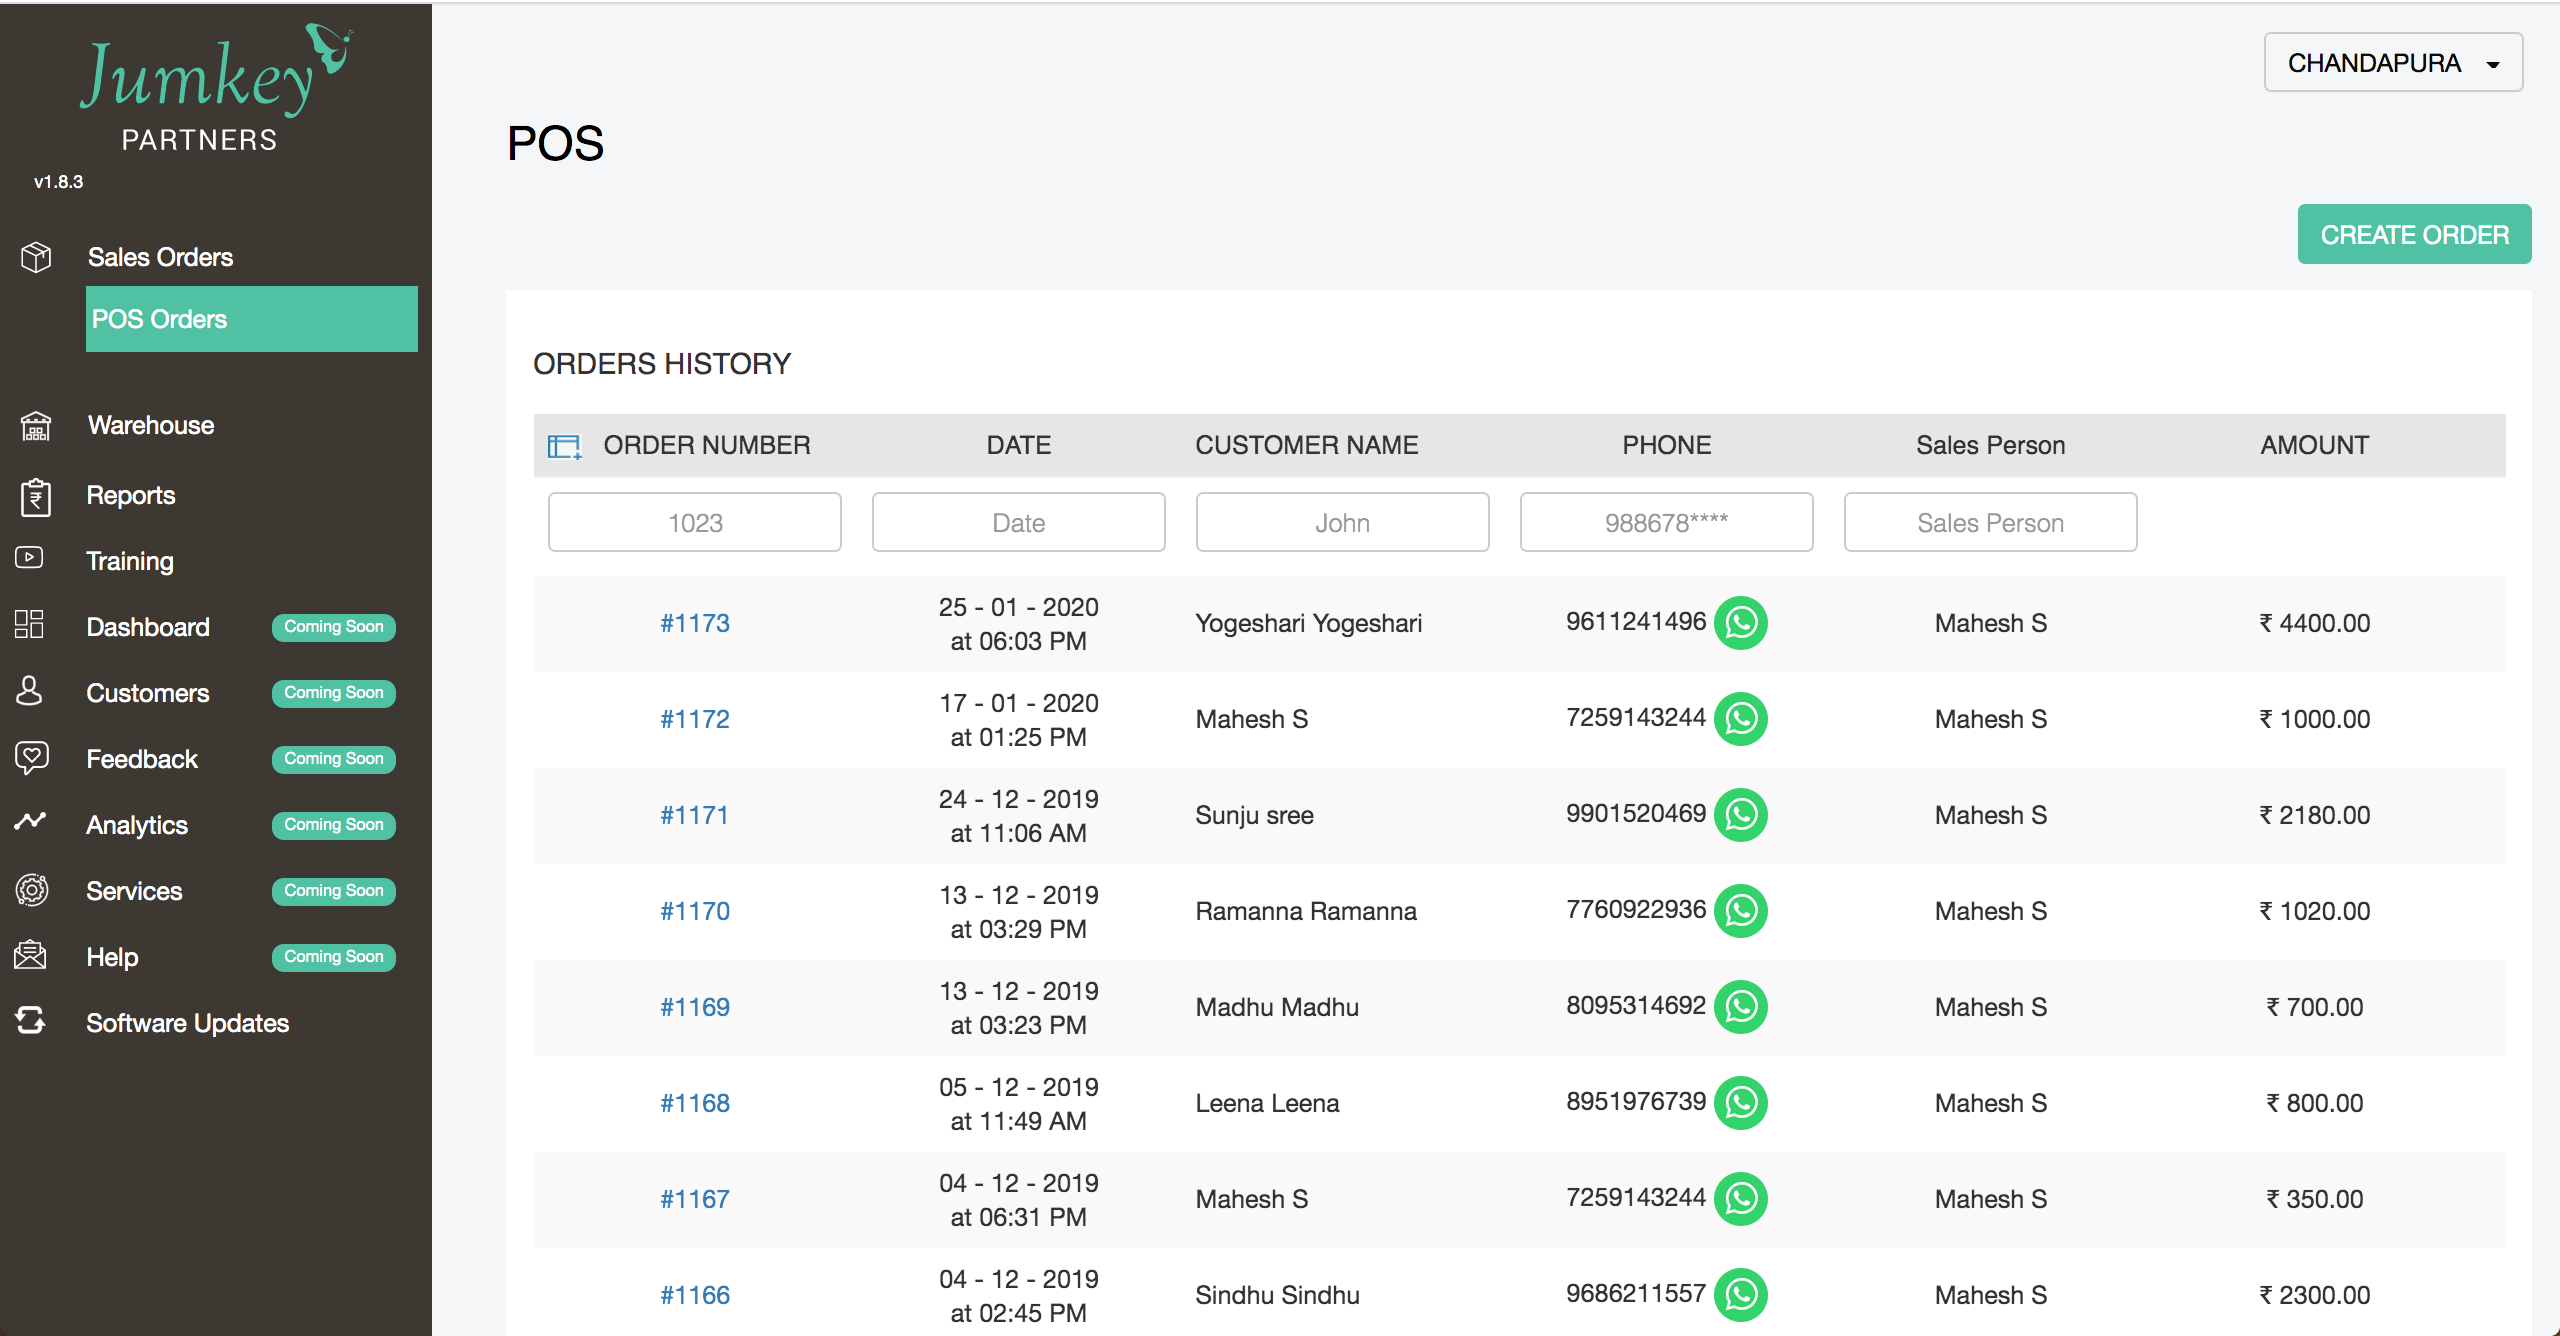 Jumkey
PARTNERS
v1.8.3
Sales Orders
POS Orders
Warehouse
Reports
Training
Dashboard Coming Soon
Customers Coming Soon
Feedback Coming Soon
Analytics Coming Soon
Services Coming Soon
Help Coming Soon
Software Updates
CHANDAPURA
POS
CREATE ORDER
ORDERS HISTORY
ORDER NUMBER DATE CUSTOMER NAME PHONE Sales Person AMOUNT
1023 Date John 988678**** Sales Person
#1173 25 - 01 - 2020 at 06:03 PM Yogeshari Yogeshari 9611241496 Mahesh S ₹ 4400.00
#1172 17 - 01 - 2020 at 01:25 PM Mahesh S 7259143244 Mahesh S ₹ 1000.00
#1171 24 - 12 - 2019 at 11:06 AM Sunju sree 9901520469 Mahesh S ₹ 2180.00
#1170 13 - 12 - 2019 at 03:29 PM Ramanna Ramanna 7760922936 Mahesh S ₹ 1020.00
#1169 13 - 12 - 2019 at 03:23 PM Madhu Madhu 8095314692 Mahesh S ₹ 700.00
#1168 05 - 12 - 2019 at 11:49 AM Leena Leena 8951976739 Mahesh S ₹ 800.00
#1167 04 - 12 - 2019 at 06:31 PM Mahesh S 7259143244 Mahesh S ₹ 350.00
#1166 04 - 12 - 2019 at 02:45 PM Sindhu Sindhu 9686211557 Mahesh S ₹ 2300.00